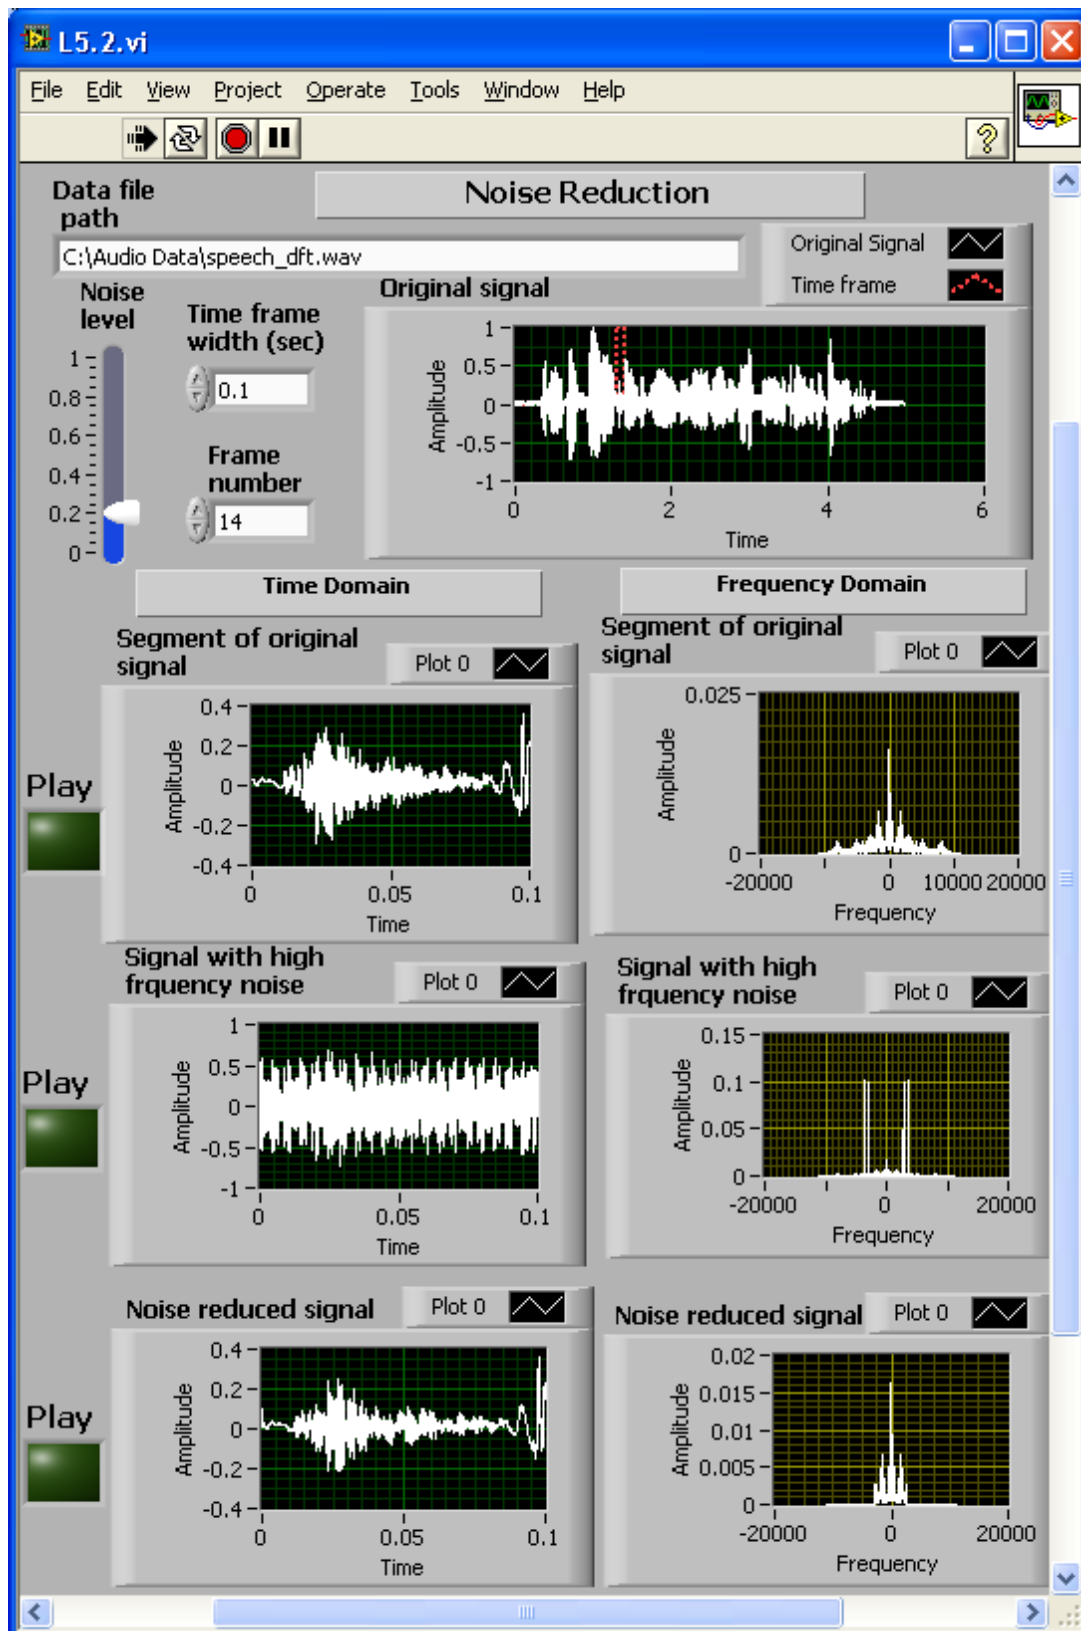 L5.2.vi
File Edit View Project Operate Tools Window Help
Data file
path
Noise Reduction
C:\Audio Data\speech_dft.wav
Original Signal
Time frame
Noise
level
1
0.8
0.6
0.4
0.2
0
Time frame
width (sec)
0.1
Frame
number
14
Original signal
Amplitude
1
0.5
0
-0.5
-1
0 2 4 6
Time
Time Domain
Frequency Domain
Segment of original
signal
Plot 0
Play
Amplitude
0.4
0.2
0
-0.2
-0.4
0 0.05 0.1
Time
Segment of original
signal
Plot 0
Amplitude
0.025
0
-20000 0 10000 20000
Frequency
Signal with high
frquency noise
Plot 0
Play
Amplitude
1
0.5
0
-0.5
-1
0 0.05 0.1
Time
Signal with high
frquency noise
Plot 0
Amplitude
0.15
0.1
0.05
0
-20000 0 20000
Frequency
Noise reduced signal
Plot 0
Play
Amplitude
0.4
0.2
0
-0.2
-0.4
0 0.05 0.1
Time
Noise reduced signal
Plot 0
Amplitude
0.02
0.015
0.01
0.005
0
-20000 0 20000
Frequency